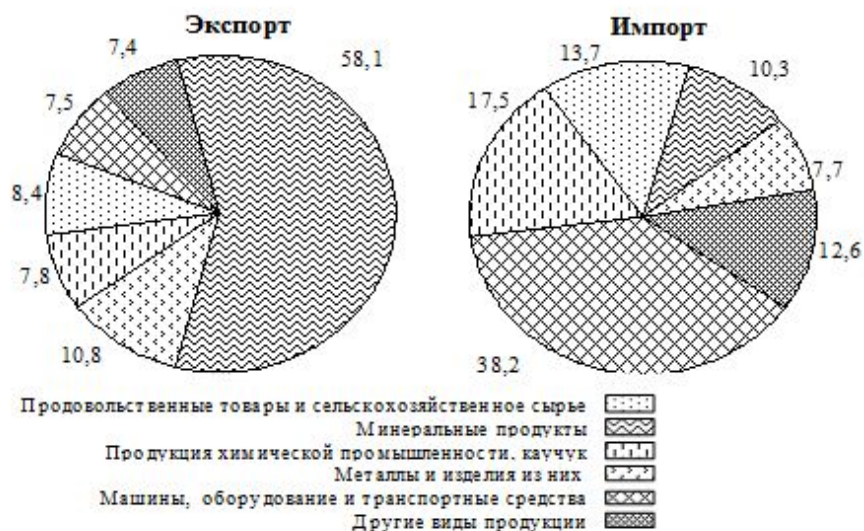 Экспорт
Импорт
7,4
58,1
13,7
10,3
7,5
17,5
8,4
7,7
7,8
12,6
10,8
38,2
Продовольственные товары и сельскохозяйственное сырье
Минеральные продукты
Продукция химической промышленности, каучук
Металлы и изделия из них
Машины, оборудование и транспортные средства
Другие виды продукции